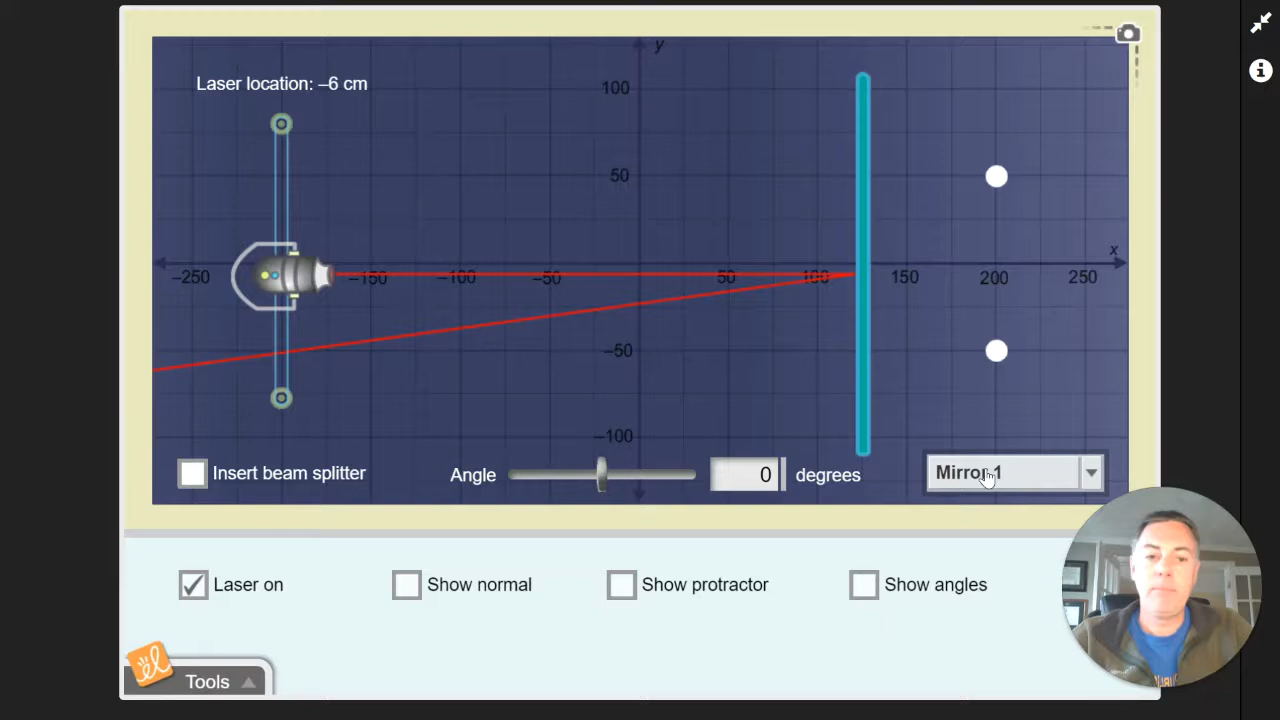 y
Laser location: –6 cm
100
50
x
–250
–150
–100
–50
50
100
150
200
250
–50
–100
Insert beam splitter
Angle
0
degrees
Mirror 1
Laser on
Show normal
Show protractor
Show angles
el
Tools